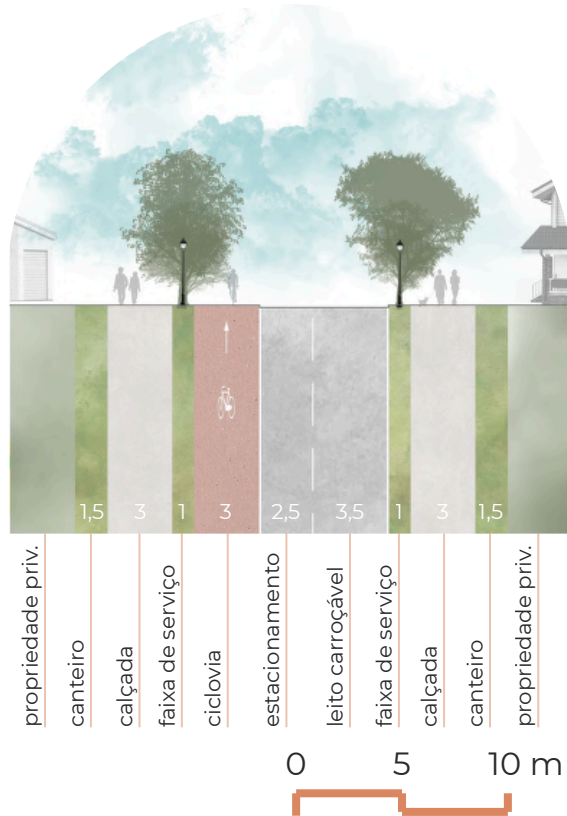 1,5 3 1 3 2,5 3,5 1 3 1,5
propriedade priv.
canteiro
calçada
faixa de serviço
ciclovia
estacionamento
leito carroçável
faixa de serviço
calçada
canteiro
propriedade priv.
0 5 10 m